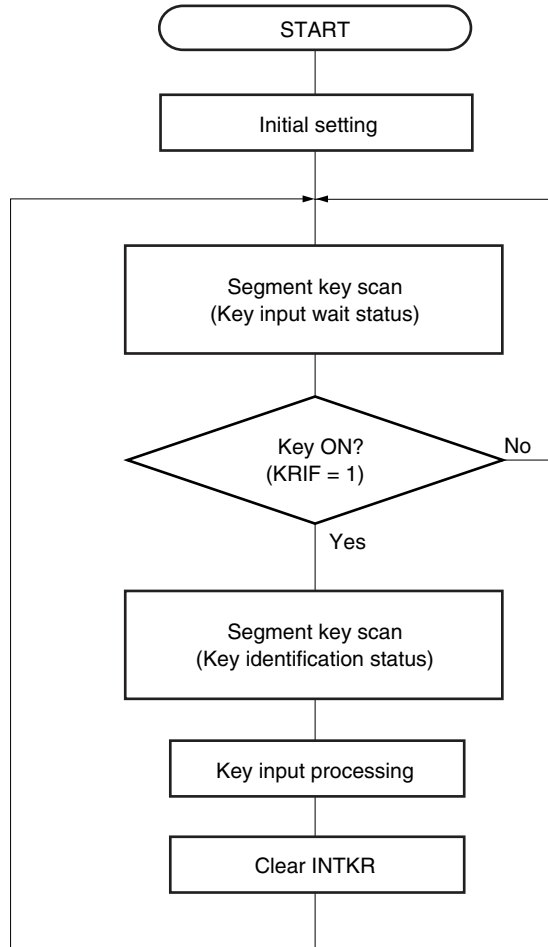 START
Initial setting
Segment key scan
(Key input wait status)
Key ON?
(KRIF = 1)
No
Yes
Segment key scan
(Key identification status)
Key input processing
Clear INTKR